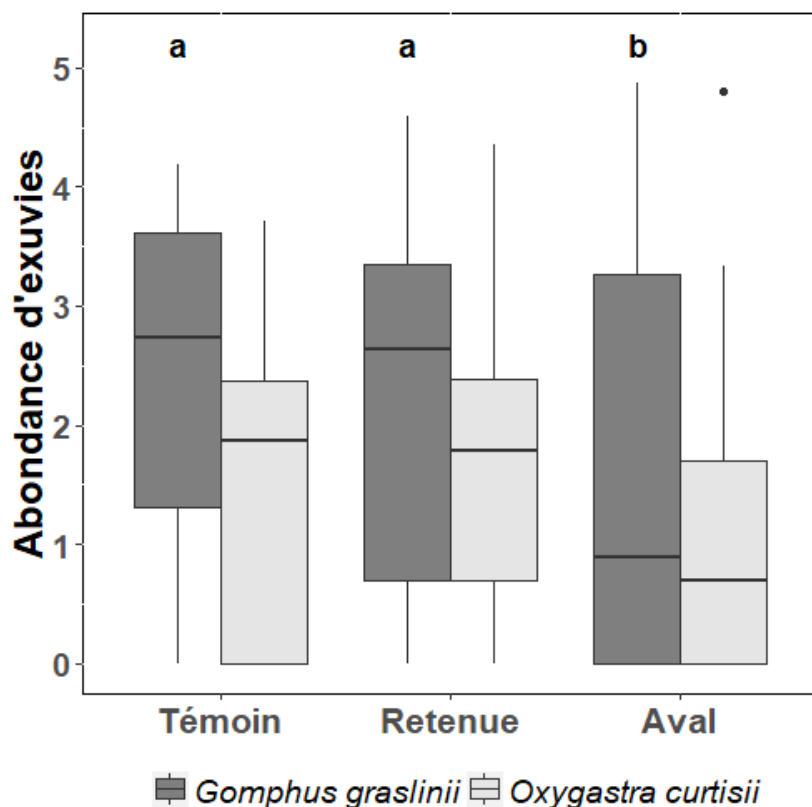 a a b
Abondance d'exuvies
5
4
3
2
1
0
Témoin Retenue Aval
Gomphus graslinii Oxygastra curtisii